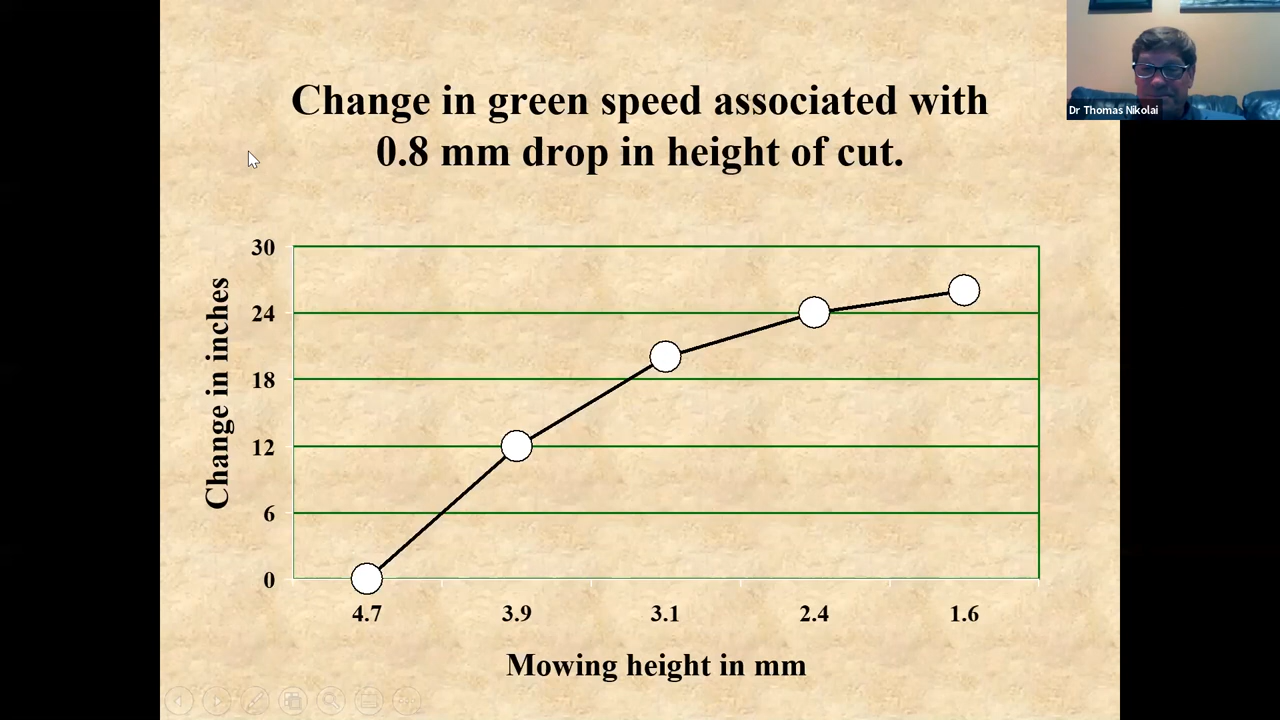 Change in green speed associated with
0.8 mm drop in height of cut.
Dr Thomas Nikolai
Change in inches
30
24
18
12
6
0
4.7 3.9 3.1 2.4 1.6
Mowing height in mm